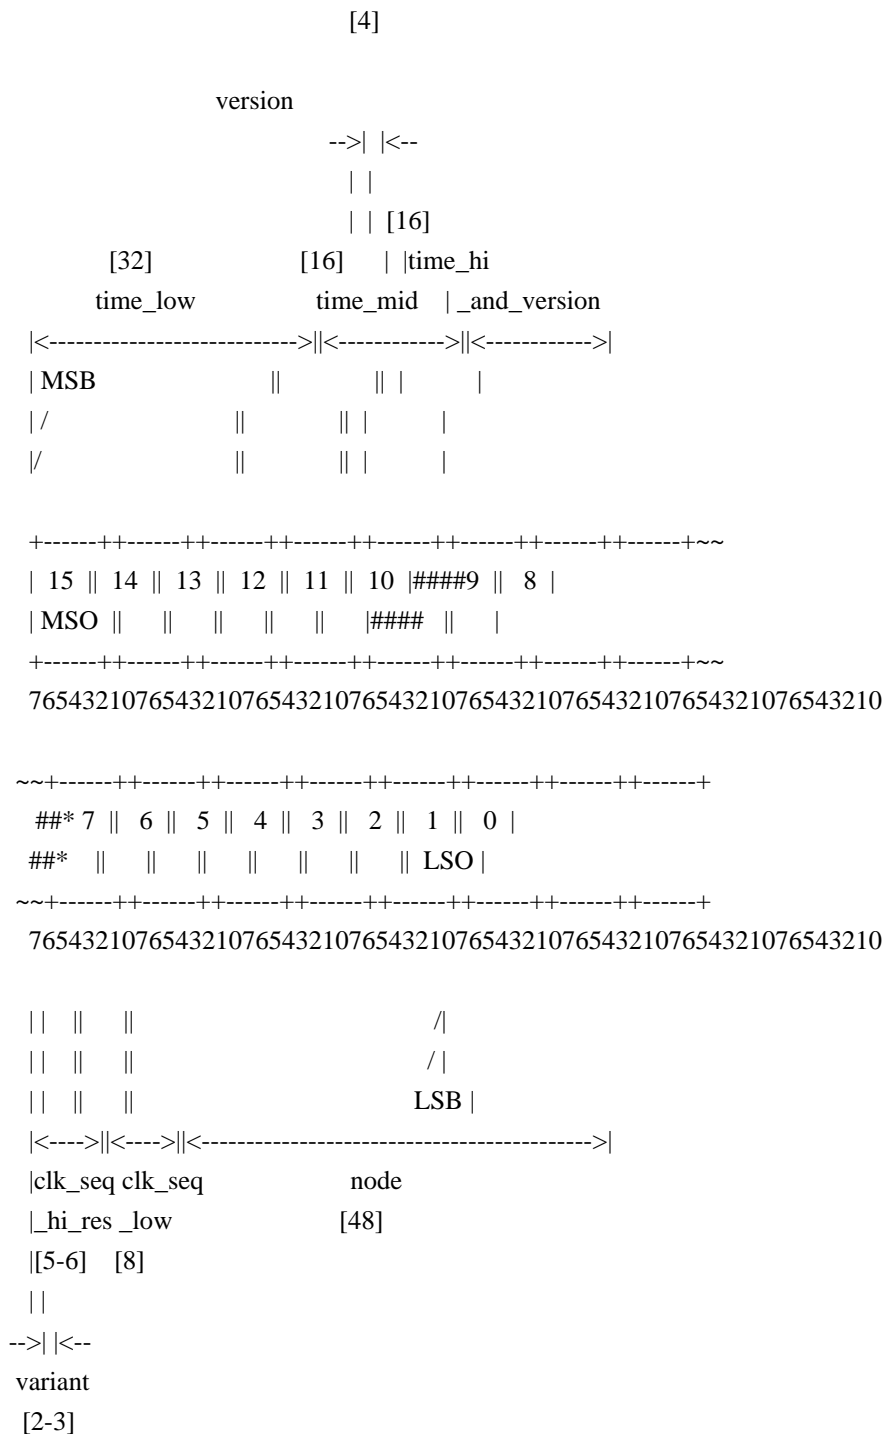 [4]
version
-->| |<--
| |
| | [16]
[32] [16] | |time_hi
time_low time_mid | _and_version
|<---------------------------->||<------------>||<------------>|
| MSB || || | |
| / || || | |
|/ || || | |
+------++------++------++------++------++------++------++------+~~
| 15 || 14 || 13 || 12 || 11 || 10 |####9 || 8 |
| MSO || || || || || |#### || |
+------++------++------++------++------++------++------++------+~~
7654321076543210765432107654321076543210765432107654321076543210
~~+------++------++------++------++------++------++------++------+
##* 7 || 6 || 5 || 4 || 3 || 2 || 1 || 0 |
##* || || || || || || || LSO |
~~+------++------++------++------++------++------++------++------+
7654321076543210765432107654321076543210765432107654321076543210
| | || || /|
| | || || / |
| | || || LSB |
|<---->||<---->||<-------------------------------------------->|
|clk_seq clk_seq node
|_hi_res _low [48]
|[5-6] [8]
| |
-->| |<--
variant
[2-3]